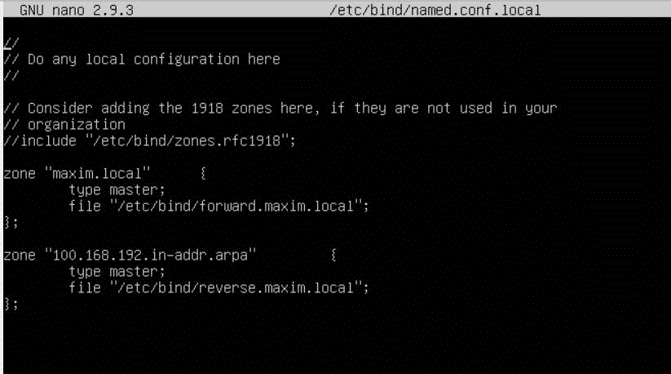 GNU nano 2.9.3 /etc/bind/named.conf.local
//
// Do any local configuration here
//
// Consider adding the 1918 zones here, if they are not used in your
// organization
//include "/etc/bind/zones.rfc1918";
zone "maxim.local" {
type master;
file "/etc/bind/forward.maxim.local";
};
zone "100.168.192.in-addr.arpa" {
type master;
file "/etc/bind/reverse.maxim.local";
};